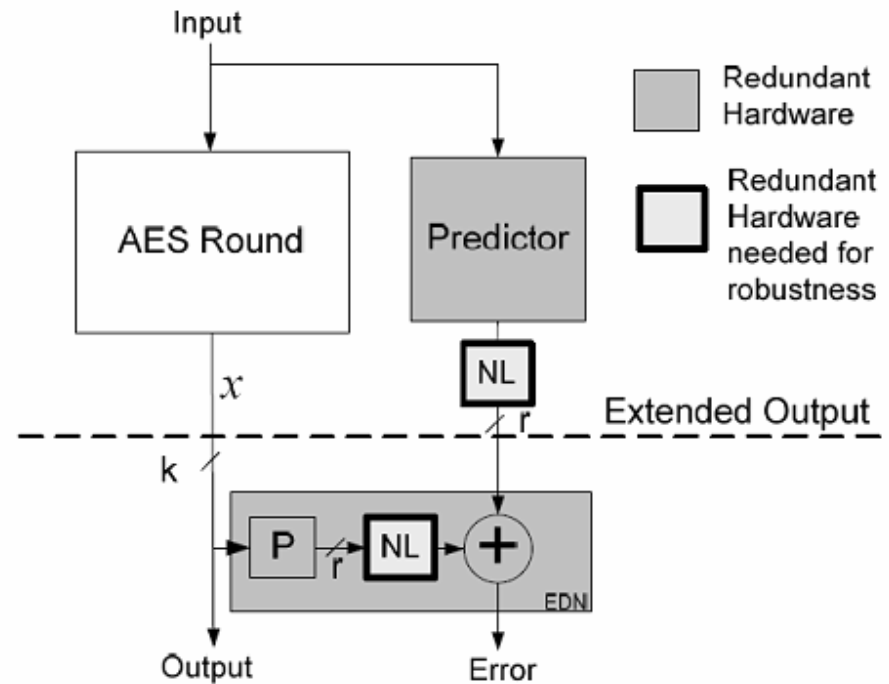 Input
Redundant
Hardware
AES Round
Predictor
Redundant
Hardware
needed for
robustness
NL
x
Extended Output
r
k
P
r
NL
+
EDN
Output
Error